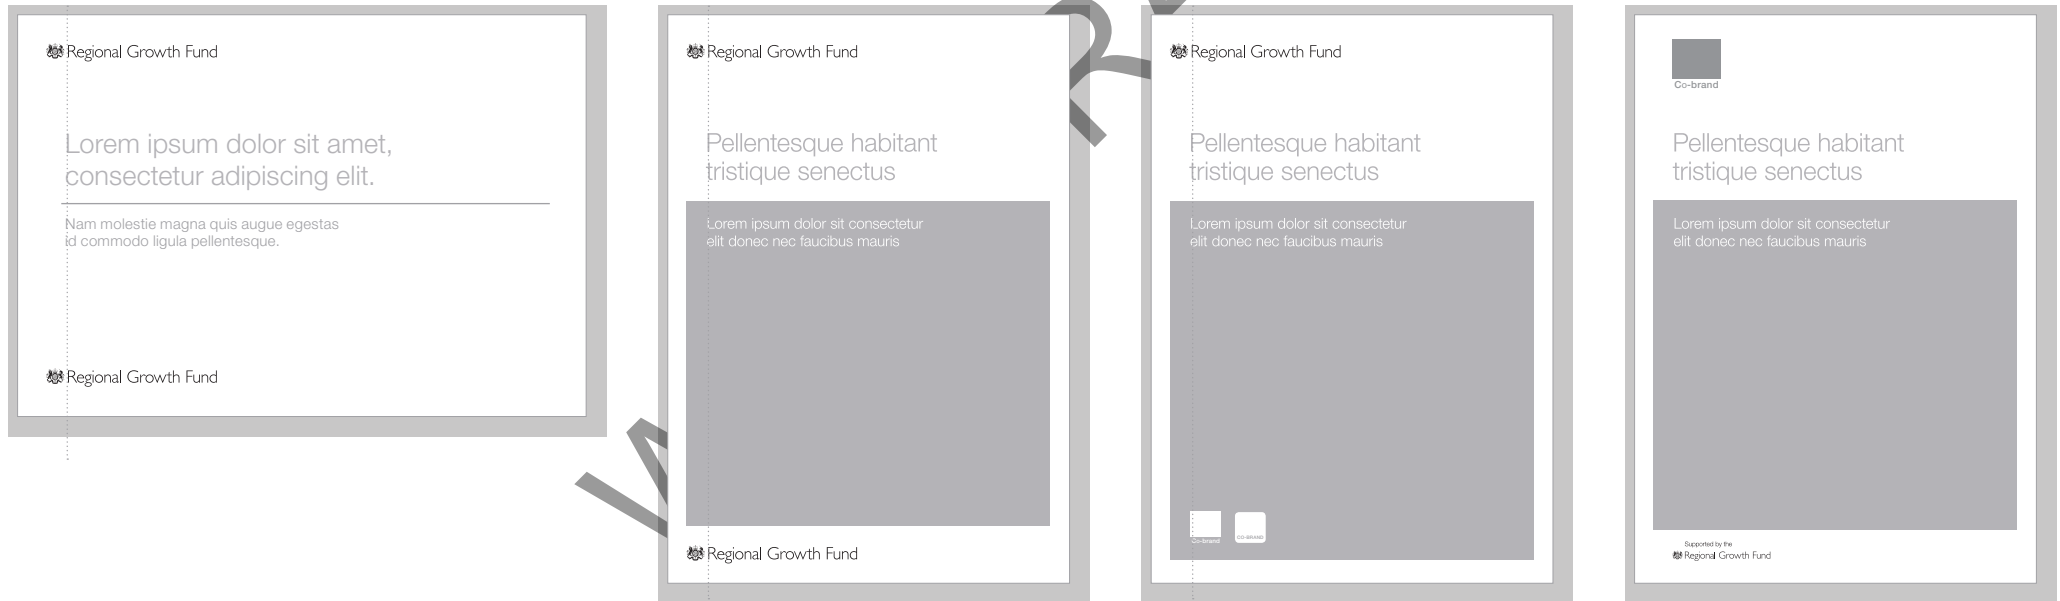 Regional Growth Fund
Lorem ipsum dolor sit amet,
consectetur adipiscing elit.
Nam molestie magna quis augue egestas
id commodo ligula pellentesque.
Regional Growth Fund
Regional Growth Fund
Pellentesque habitant
tristique senectus
Lorem ipsum dolor sit consectetur
elit donec nec faucibus mauris
Regional Growth Fund
Regional Growth Fund
Pellentesque habitant
tristique senectus
Lorem ipsum dolor sit consectetur
elit donec nec faucibus mauris
Co-brand
CO-BRAND
Co-brand
Pellentesque habitant
tristique senectus
Lorem ipsum dolor sit consectetur
elit donec nec faucibus mauris
Supported by the
Regional Growth Fund